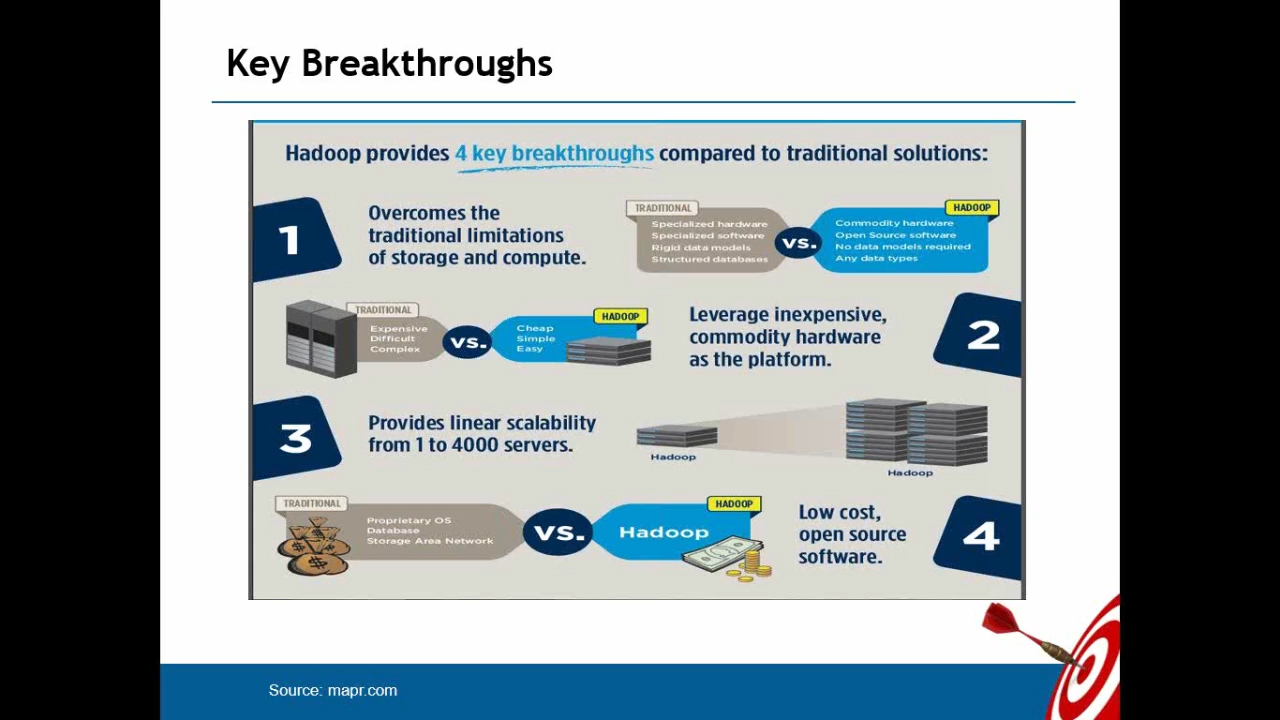 Key Breakthroughs
Hadoop provides 4 key breakthroughs compared to traditional solutions:
1
Overcomes the
traditional limitations
of storage and compute.
TRADITIONAL
Specialized hardware
Specialized software
Rigid data models
Structured databases
vs.
HADOOP
Commodity hardware
Open Source software
No data models required
Any data types
TRADITIONAL
Expensive
Difficult
Complex
vs.
HADOOP
Cheap
Simple
Easy
Leverage inexpensive,
commodity hardware
as the platform.
2
3
Provides linear scalability
from 1 to 4000 servers.
Hadoop
Hadoop
TRADITIONAL
Proprietary OS
Database
Storage Area Network
vs.
HADOOP
Hadoop
Low cost,
open source
software.
4
Source: mapr.com